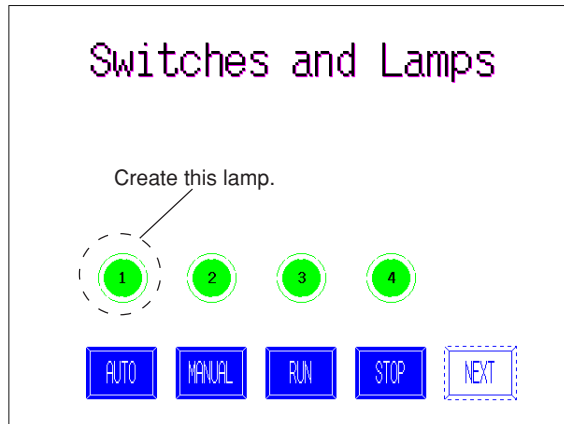 Switches and Lamps
Create this lamp.
1 2 3 4
AUTO MANUAL RUN STOP NEXT